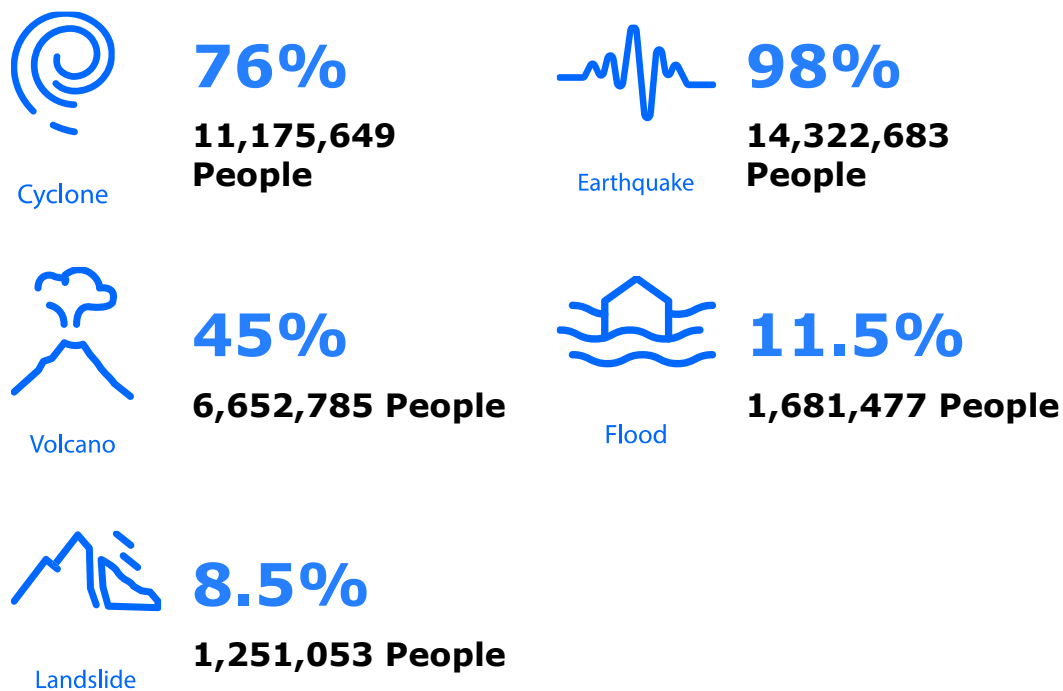 76%
11,175,649
People
Cyclone
98%
14,322,683
People
Earthquake
45%
6,652,785 People
Volcano
11.5%
1,681,477 People
Flood
8.5%
1,251,053 People
Landslide